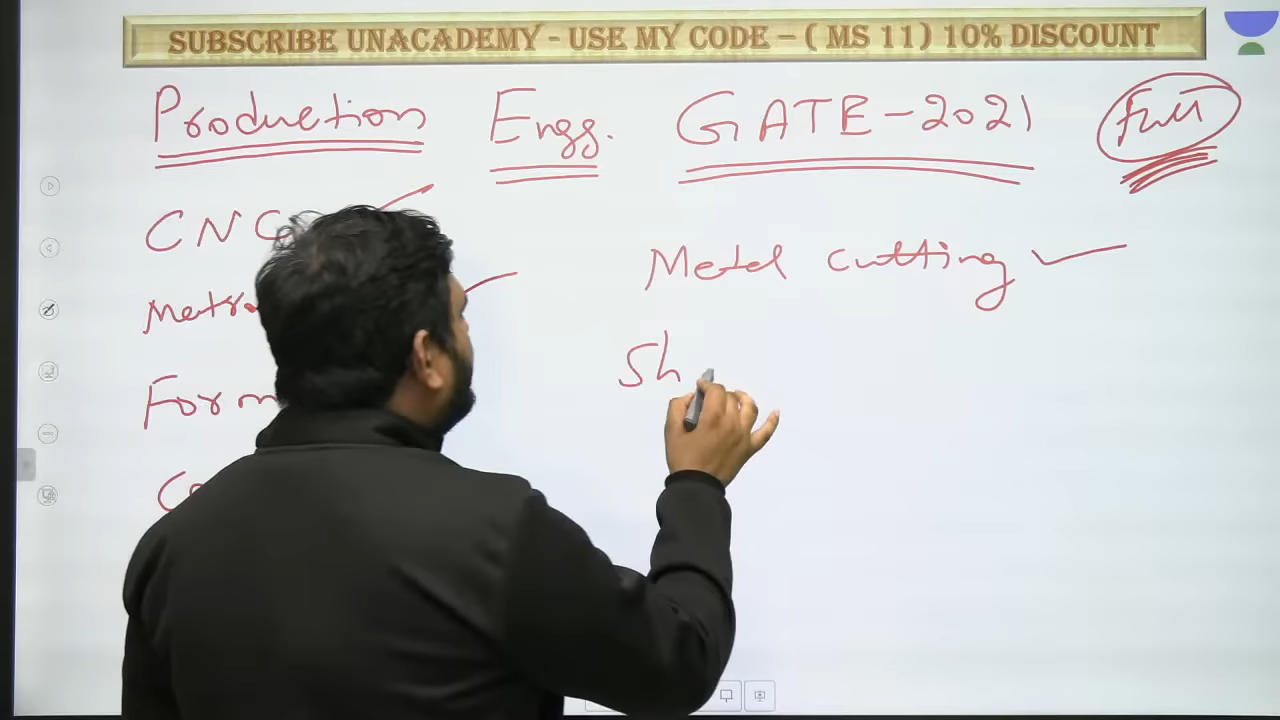 SUBSCRIBE UNACADEMY - USE MY CODE – ( MS 11) 10% DISCOUNT
Production Engg. GATE-2021 Full
CNC
Metal cutting
Sh